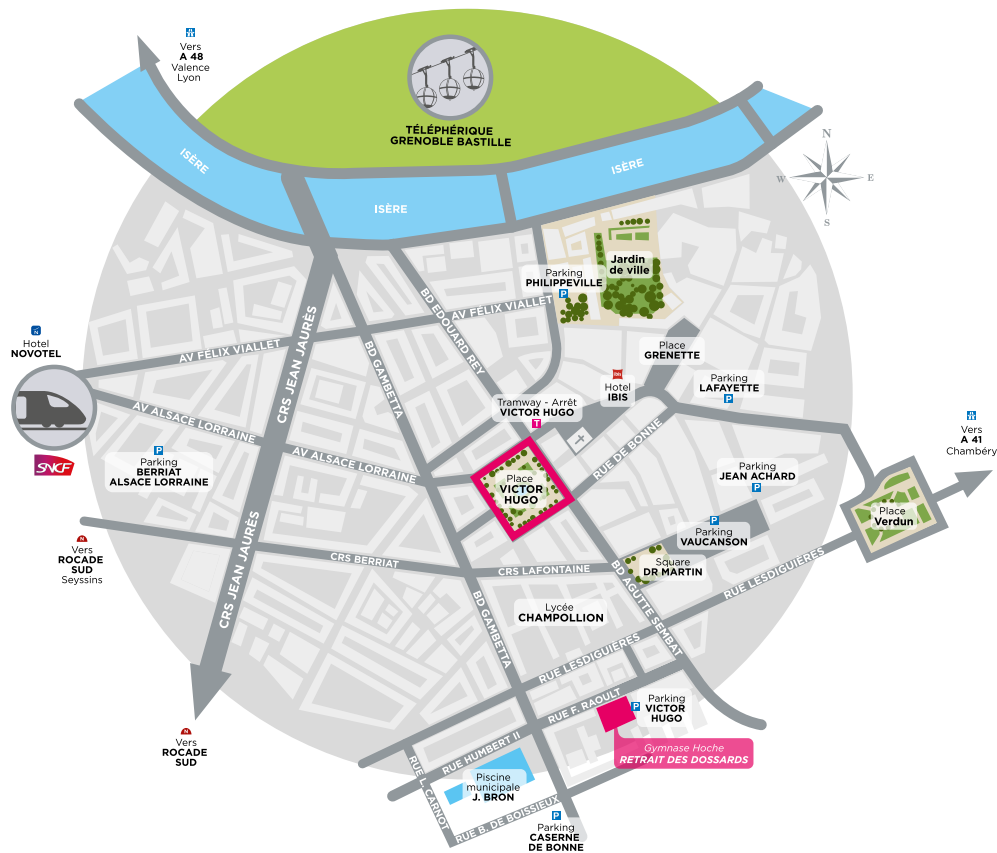 Vers
A 48
Valence
Lyon
TÉLÉPHÉRIQUE
GRENOBLE BASTILLE
ISÈRE
ISÈRE
ISÈRE
N
W
E
S
Jardin
de ville
Parking
PHILIPPEVILLE
P
BD EDOUARD REY
AV FÉLIX VIALLET
AV FÉLIX VIALLET
Hotel
NOVOTEL
CRS JEAN JAURÈS
BD GAMBETTA
Place
GRENETTE
ibis
Hotel
IBIS
Parking
LAFAYETTE
P
Tramway - Arrêt
VICTOR HUGO
T
AV ALSACE LORRAINE
AV ALSACE LORRAINE
SNCF
P
Parking
BERRIAT
ALSACE LORRAINE
RUE DE BONNE
Vers
A 41
Chambéry
Place
VICTOR
HUGO
Parking
JEAN ACHARD
P
P
Parking
VAUCANSON
Place
Verdun
Vers
ROCADE
SUD
Seyssins
CRS JEAN JAURÈS
CRS BERRIAT
CRS LAFONTAINE
Square
DR MARTIN
RUE LESDIGUIÈRES
BD AGUTTE SEMBAT
BD GAMBETTA
Lycée
CHAMPOLLION
RUE LESDIGUIÈRES
RUE F. RAOULT
P
Parking
VICTOR
HUGO
Vers
ROCADE
SUD
Gymnase Hoche
RETRAIT DES DOSSARDS
RUE HUMBERT II
RUE L. CARNOT
Piscine
municipale
J. BRON
RUE B. DE BOISSIEUX
P
Parking
CASERNE
DE BONNE